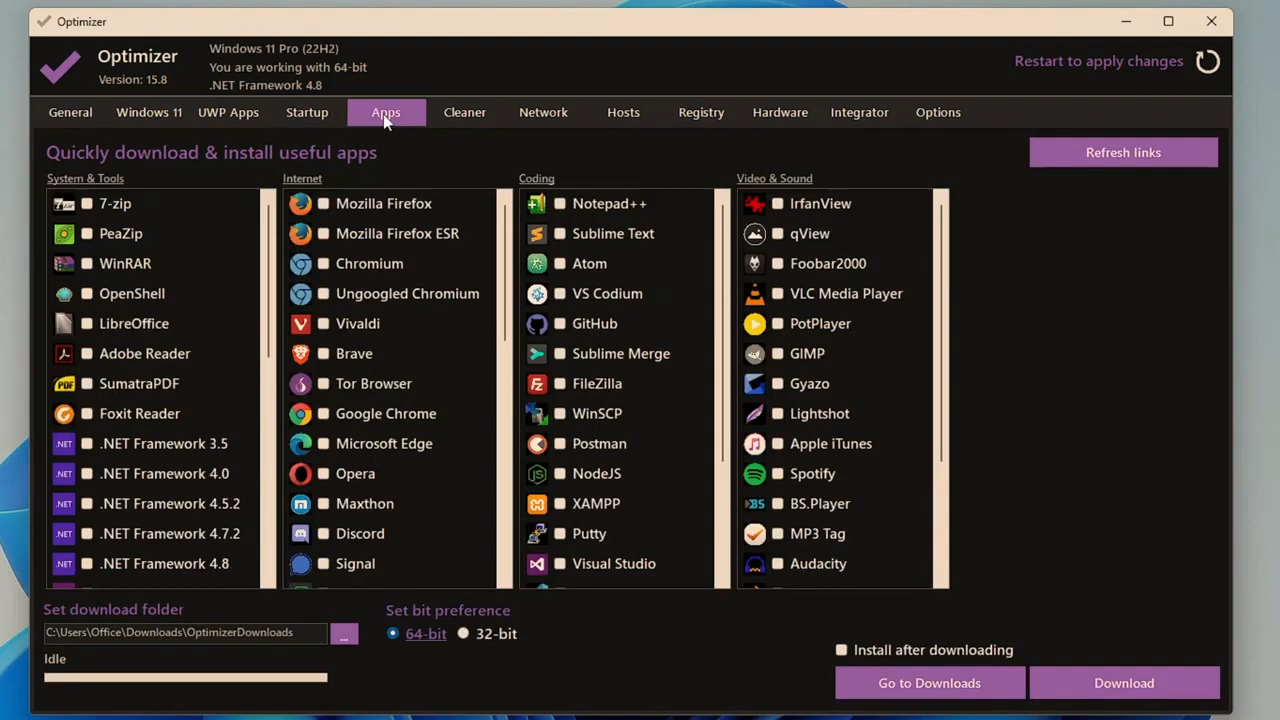 Optimizer
Optimizer
Version: 15.8
Windows 11 Pro (22H2)
You are working with 64-bit
.NET Framework 4.8
Restart to apply changes
General
Windows 11
UWP Apps
Startup
Apps
Cleaner
Network
Hosts
Registry
Hardware
Integrator
Options
Quickly download & install useful apps
Refresh links
System & Tools
7-zip
PeaZip
WinRAR
OpenShell
LibreOffice
Adobe Reader
SumatraPDF
Foxit Reader
.NET Framework 3.5
.NET Framework 4.0
.NET Framework 4.5.2
.NET Framework 4.7.2
.NET Framework 4.8
Internet
Mozilla Firefox
Mozilla Firefox ESR
Chromium
Ungoogled Chromium
Vivaldi
Brave
Tor Browser
Google Chrome
Microsoft Edge
Opera
Maxthon
Discord
Signal
Coding
Notepad++
Sublime Text
Atom
VS Codium
GitHub
Sublime Merge
FileZilla
WinSCP
Postman
NodeJS
XAMPP
Putty
Visual Studio
Video & Sound
IrfanView
qView
Foobar2000
VLC Media Player
PotPlayer
GIMP
Gyazo
Lightshot
Apple iTunes
Spotify
BS.Player
MP3 Tag
Audacity
Set download folder
C:\Users\Office\Downloads\OptimizerDownloads
...
Idle
Set bit preference
64-bit
32-bit
Install after downloading
Go to Downloads
Download